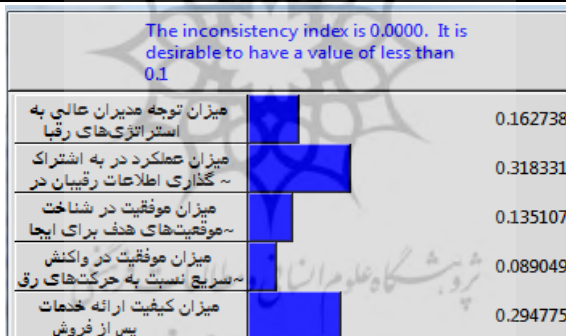 The inconsistency index is 0.0000. It is
desirable to have a value of less than
0.1
میزان توجه مدیران عالی به
استراتژی‌های رقبا
0.162738
میزان عملکرد در به اشتراک
~ گذاری اطلاعات رقیبان در
0.318331
میزان موفقیت در شناخت
~موقعیت‌های هدف برای ایجا
0.135107
میزان موفقیت در واکنش
~سریع نسبت به حرکت‌های رق
0.089049
میزان کیفیت ارائه خدمات
پس از فروش
0.294775